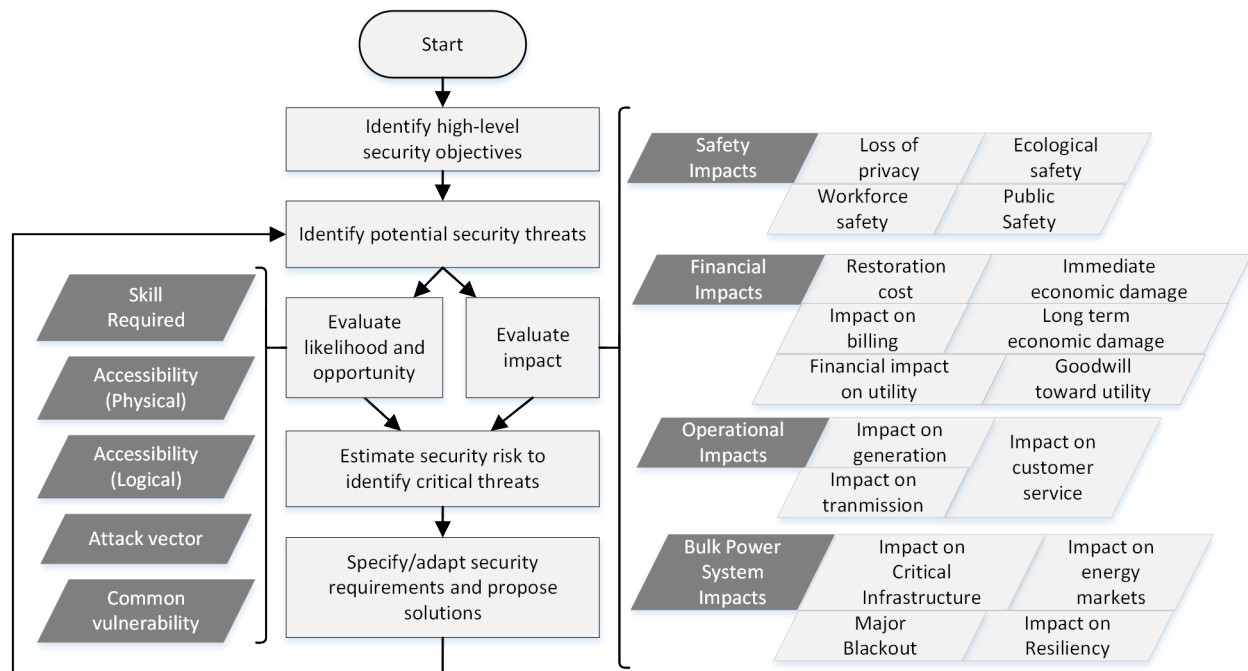 Start
Identify high-level
security objectives
Identify potential security threats
Skill
Required
Accessibility
(Physical)
Accessibility
(Logical)
Attack vector
Common
vulnerability
Evaluate
likelihood and
opportunity
Evaluate
impact
Estimate security risk to
identify critical threats
Specify/adapt security
requirements and propose
solutions
Safety
Impacts
Loss of
privacy
Ecological
safety
Workforce
safety
Public
Safety
Financial
Impacts
Restoration
cost
Immediate
economic damage
Impact on
billing
Long term
economic damage
Financial impact
on utility
Goodwill
toward utility
Operational
Impacts
Impact on
generation
Impact on
customer
service
Impact on
tranmission
Bulk Power
System
Impacts
Impact on
Critical
Infrastructure
Impact on
energy
markets
Major
Blackout
Impact on
Resiliency